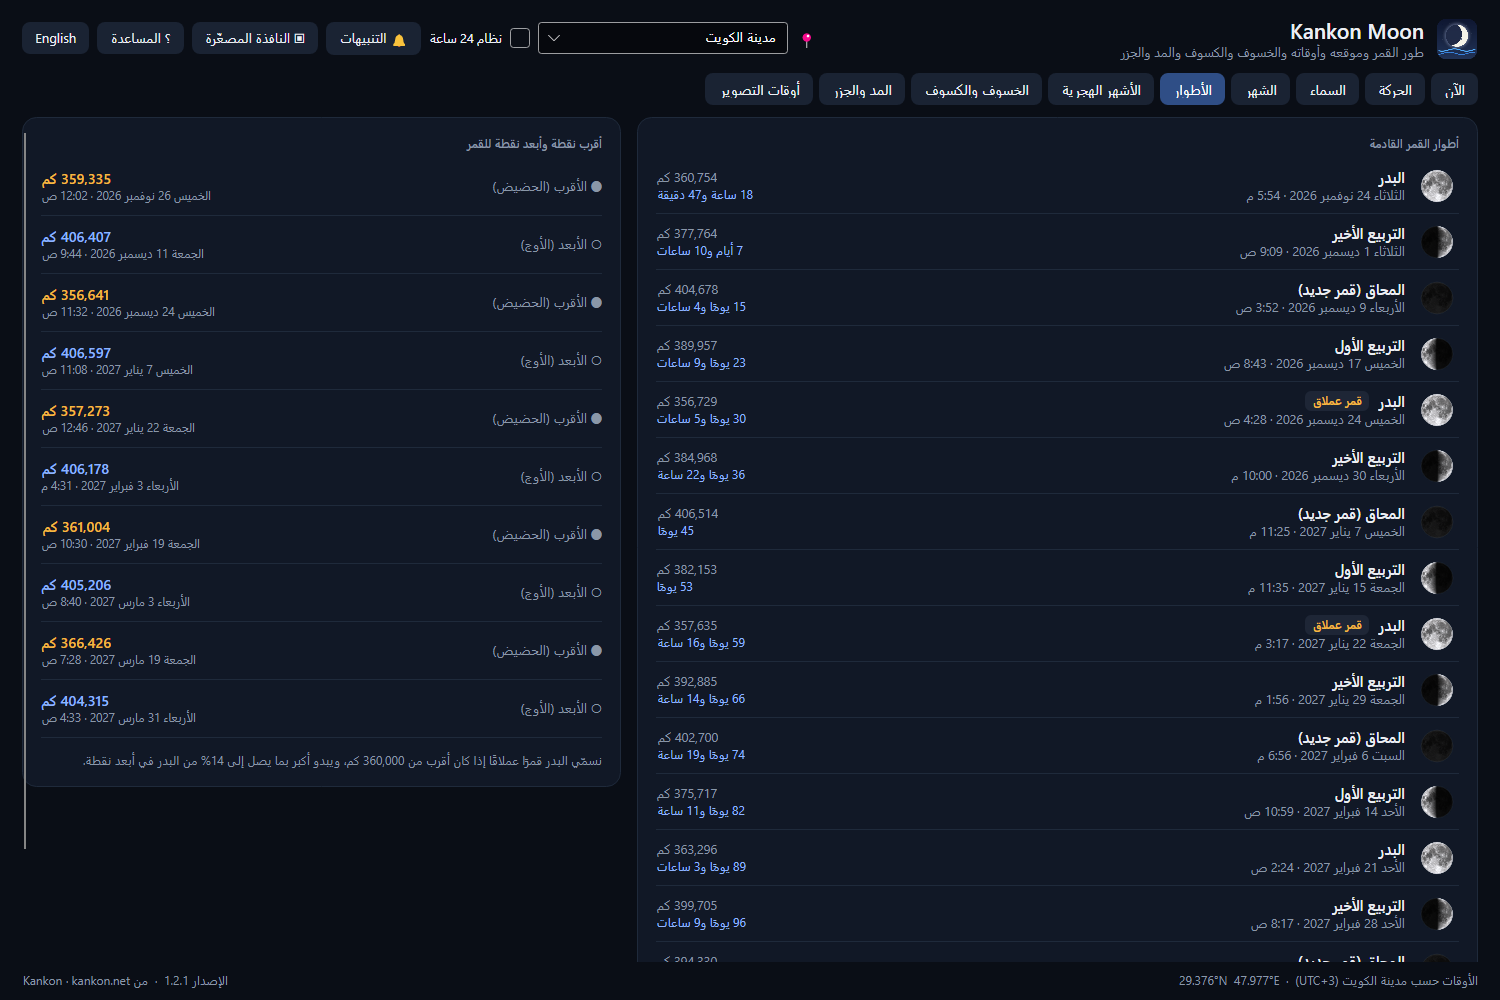 Kankon Moon
طور القمر وموقعه وأوقاته والخسوف والكسوف والمد والجزر
مدينة الكويت
نظام 24 ساعة
التنبيهات
النافذة المصغّرة
؟ المساعدة
English
الآن
الحركة
السماء
الشهر
الأطوار
الأشهر الهجرية
الخسوف والكسوف
المد والجزر
أوقات التصوير
أطوار القمر القادمة
البدر
360,754 كم
الثلاثاء 24 نوفمبر 2026 · 5:54 م
18 ساعة و47 دقيقة
التربيع الأخير
377,764 كم
الثلاثاء 1 ديسمبر 2026 · 9:09 ص
7 أيام و10 ساعات
المحاق (قمر جديد)
404,678 كم
الأربعاء 9 ديسمبر 2026 · 3:52 ص
15 يومًا و4 ساعات
التربيع الأول
389,957 كم
الخميس 17 ديسمبر 2026 · 8:43 ص
23 يومًا و9 ساعات
البدر قمر عملاق
356,729 كم
الخميس 24 ديسمبر 2026 · 4:28 ص
30 يومًا و5 ساعات
التربيع الأخير
384,968 كم
الأربعاء 30 ديسمبر 2026 · 10:00 م
36 يومًا و22 ساعة
المحاق (قمر جديد)
406,514 كم
الخميس 7 يناير 2027 · 11:25 م
45 يومًا
التربيع الأول
382,153 كم
الجمعة 15 يناير 2027 · 11:35 م
53 يومًا
البدر قمر عملاق
357,635 كم
الجمعة 22 يناير 2027 · 3:17 م
59 يومًا و16 ساعة
التربيع الأخير
392,885 كم
الجمعة 29 يناير 2027 · 1:56 م
66 يومًا و14 ساعة
المحاق (قمر جديد)
402,700 كم
السبت 6 فبراير 2027 · 6:56 م
74 يومًا و19 ساعة
التربيع الأول
375,717 كم
الأحد 14 فبراير 2027 · 10:59 ص
82 يومًا و11 ساعة
البدر
363,296 كم
الأحد 21 فبراير 2027 · 2:24 ص
89 يومًا و3 ساعات
التربيع الأخير
399,705 كم
الأحد 28 فبراير 2027 · 8:17 ص
96 يومًا و9 ساعات
المحاق (قمر جديد)
394,330 كم
أقرب نقطة وأبعد نقطة للقمر
الأقرب (الحضيض)
359,335 كم
الخميس 26 نوفمبر 2026 · 12:02 ص
الأبعد (الأوج)
406,407 كم
الجمعة 11 ديسمبر 2026 · 9:44 ص
الأقرب (الحضيض)
356,641 كم
الخميس 24 ديسمبر 2026 · 11:32 ص
الأبعد (الأوج)
406,597 كم
الخميس 7 يناير 2027 · 11:08 ص
الأقرب (الحضيض)
357,273 كم
الجمعة 22 يناير 2027 · 12:46 ص
الأبعد (الأوج)
406,178 كم
الأربعاء 3 فبراير 2027 · 4:31 م
الأقرب (الحضيض)
361,004 كم
الجمعة 19 فبراير 2027 · 10:30 ص
الأبعد (الأوج)
405,206 كم
الأربعاء 3 مارس 2027 · 8:40 ص
الأقرب (الحضيض)
366,426 كم
الجمعة 19 مارس 2027 · 7:28 ص
الأبعد (الأوج)
404,315 كم
الأربعاء 31 مارس 2027 · 4:33 ص
نسمّي البدر قمرًا عملاقًا إذا كان أقرب من 360,000 كم، ويبدو أكبر بما يصل إلى 14% من البدر في أبعد نقطة.
الأوقات حسب مدينة الكويت (UTC+3) · 29.376°N 47.977°E
الإصدار 1.2.1 · من Kankon · kankon.net